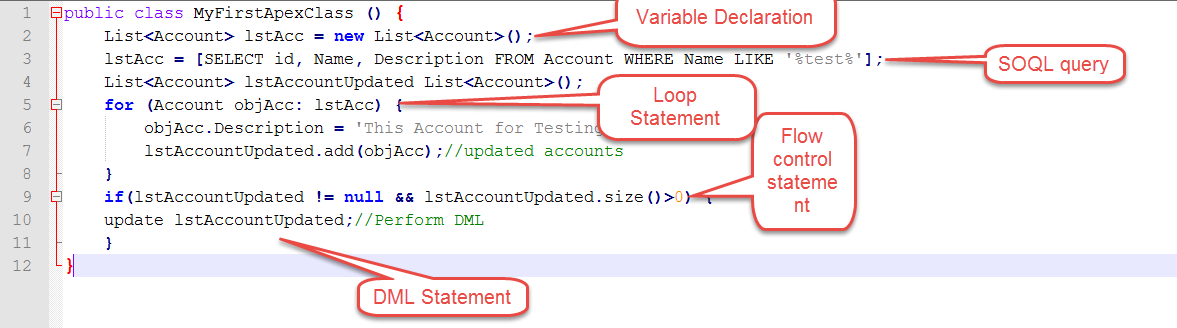 1 public class MyFirstApexClass () {
2 List<Account> lstAcc = new List<Account>();
Variable Declaration
3 lstAcc = [SELECT id, Name, Description FROM Account WHERE Name LIKE '%test%'];
SOQL query
4 List<Account> lstAccountUpdated List<Account>();
5 for (Account objAcc: lstAcc) {
Loop
Statement
6 objAcc.Description = 'This Account for Testing
7 lstAccountUpdated.add(objAcc);//updated accounts
8 }
9 if(lstAccountUpdated != null && lstAccountUpdated.size()>0) {
Flow
control
stateme
nt
10 update lstAccountUpdated;//Perform DML
11 }
12 }
DML Statement